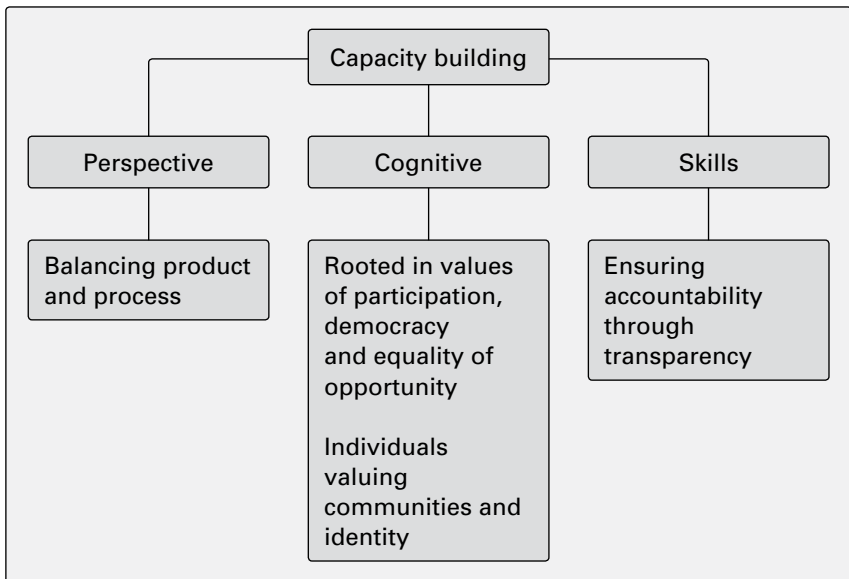 Capacity building
Perspective
Cognitive
Skills
Balancing product
and process
Rooted in values
of participation,
democracy
and equality of
opportunity
Individuals
valuing
communities and
identity
Ensuring
accountability
through
transparency